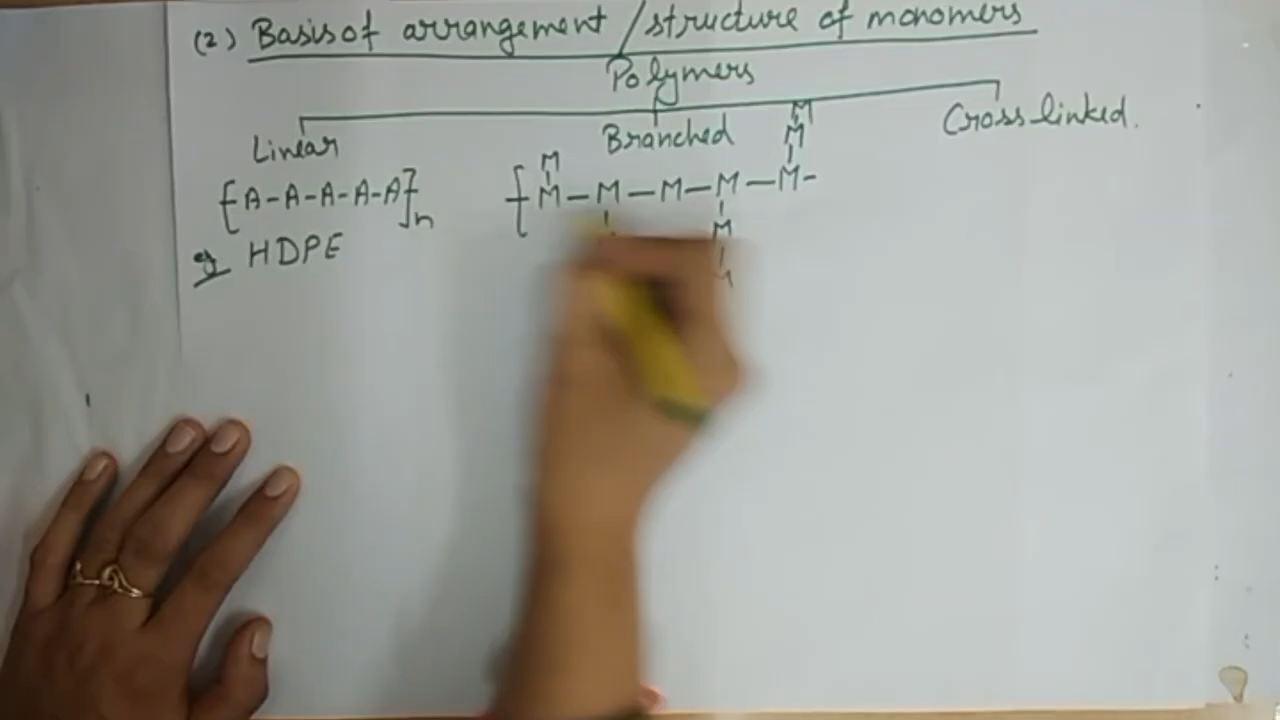 (2) Basis of arrangement / structure of monomers
Polymers
Linear Branched Cross linked.
M
M M
[A-A-A-A-A]n [M-M-M-M-M-
eg HDPE M
M